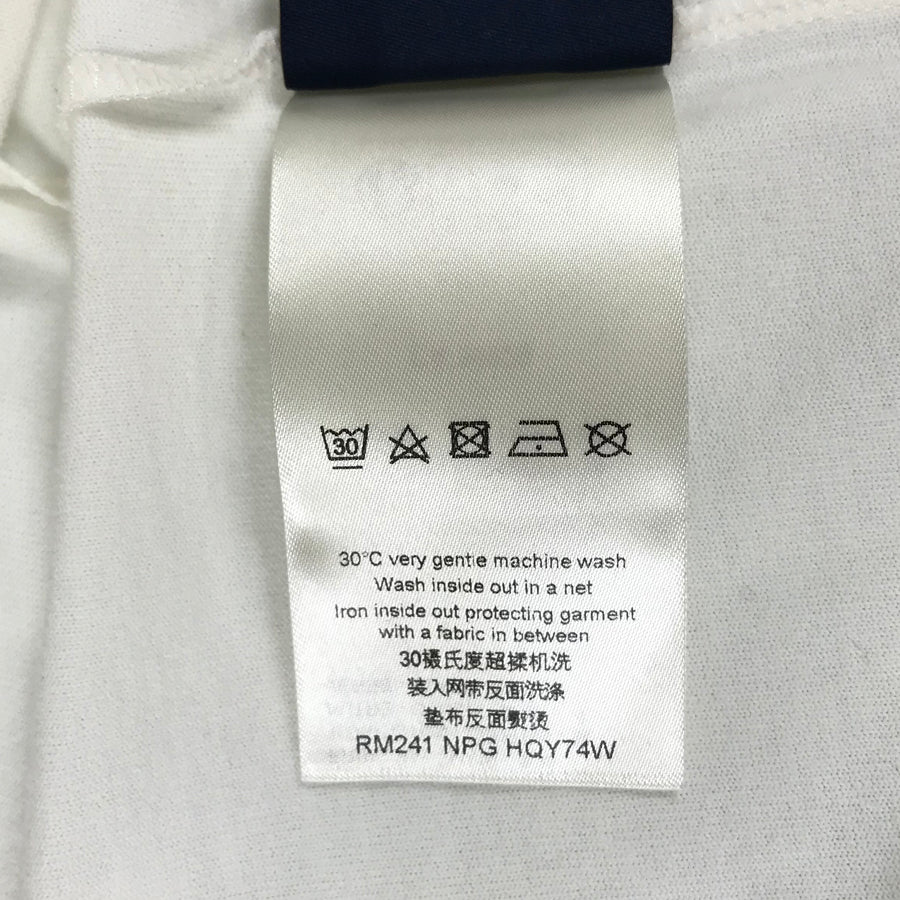 30
30°C very gentle machine wash
Wash inside out in a net
Iron inside out protecting garment
with a fabric in between
30摄氏度超揉机洗
装入网带反面洗涤
垫布反面熨烫
RM241 NPG HQY74W